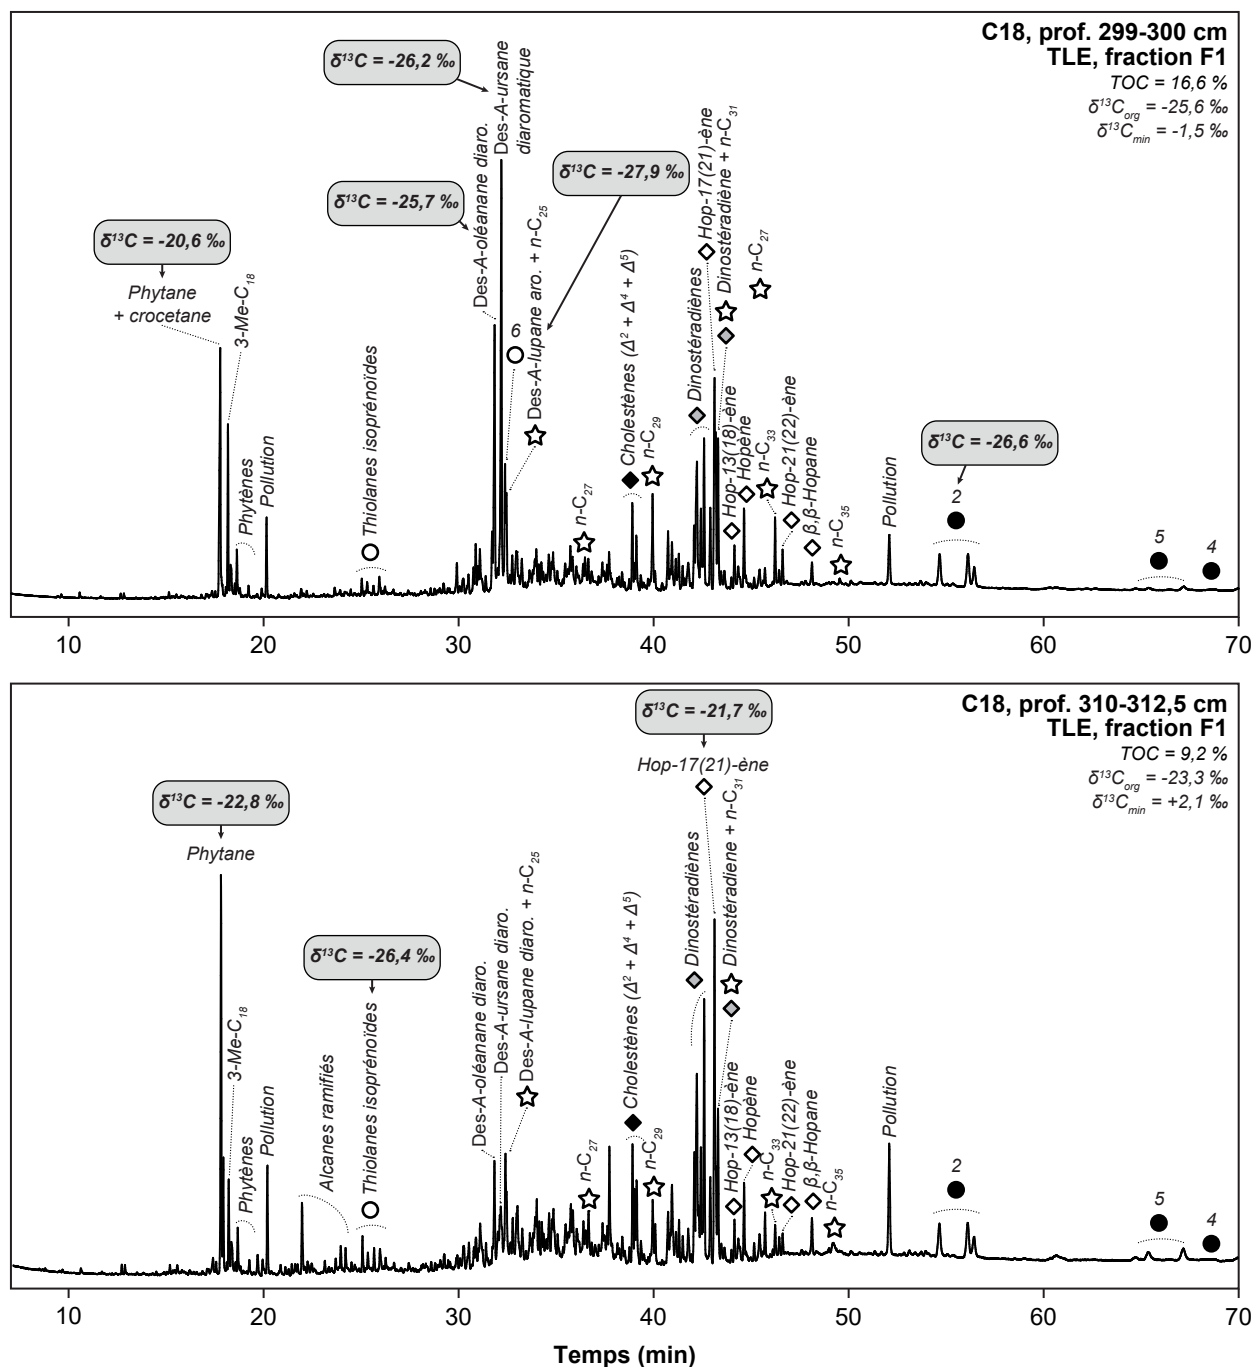 C18, prof. 299-300 cm
TLE, fraction F1
TOC = 16,6 %
δ¹³C_org = -25,6 ‰
δ¹³C_min = -1,5 ‰
δ¹³C = -26,2 ‰
δ¹³C = -25,7 ‰
δ¹³C = -27,9 ‰
δ¹³C = -20,6 ‰
δ¹³C = -26,6 ‰
Phytane
+ crocetane
3-Me-C₁₈
Phytènes
Pollution
Thiolanes isoprénoïdes
Des-A-oléanane diaro.
Des-A-ursane
diaromatique
6
Des-A-lupane aro. + n-C₂₅
n-C₂₇
Cholestènes (Δ² + Δ⁴ + Δ⁵)
n-C₂₉
Dinostéradiènes
Hop-17(21)-ène
Dinostéradiène + n-C₃₁
n-C₂₇
Hop-13(18)-ène
Hopène
n-C₃₃
Hop-21(22)-ène
β,β-Hopane
n-C₃₅
Pollution
2
5
4
10 20 30 40 50 60 70
C18, prof. 310-312,5 cm
TLE, fraction F1
TOC = 9,2 %
δ¹³C_org = -23,3 ‰
δ¹³C_min = +2,1 ‰
δ¹³C = -21,7 ‰
Hop-17(21)-ène
δ¹³C = -22,8 ‰
Phytane
δ¹³C = -26,4 ‰
3-Me-C₁₈
Phytènes
Pollution
Alcanes ramifiés
Thiolanes isoprénoïdes
Des-A-oléanane diaro.
Des-A-ursane diaro.
Des-A-lupane diaro. + n-C₂₅
n-C₂₇
Cholestènes (Δ² + Δ⁴ + Δ⁵)
n-C₂₉
Dinostéradiènes
Dinostéradiene + n-C₃₁
Hop-13(18)-ène
Hopène
n-C₃₃
Hop-21(22)-ène
β,β-Hopane
n-C₃₅
Pollution
2
5
4
10 20 30 40 50 60 70
Temps (min)